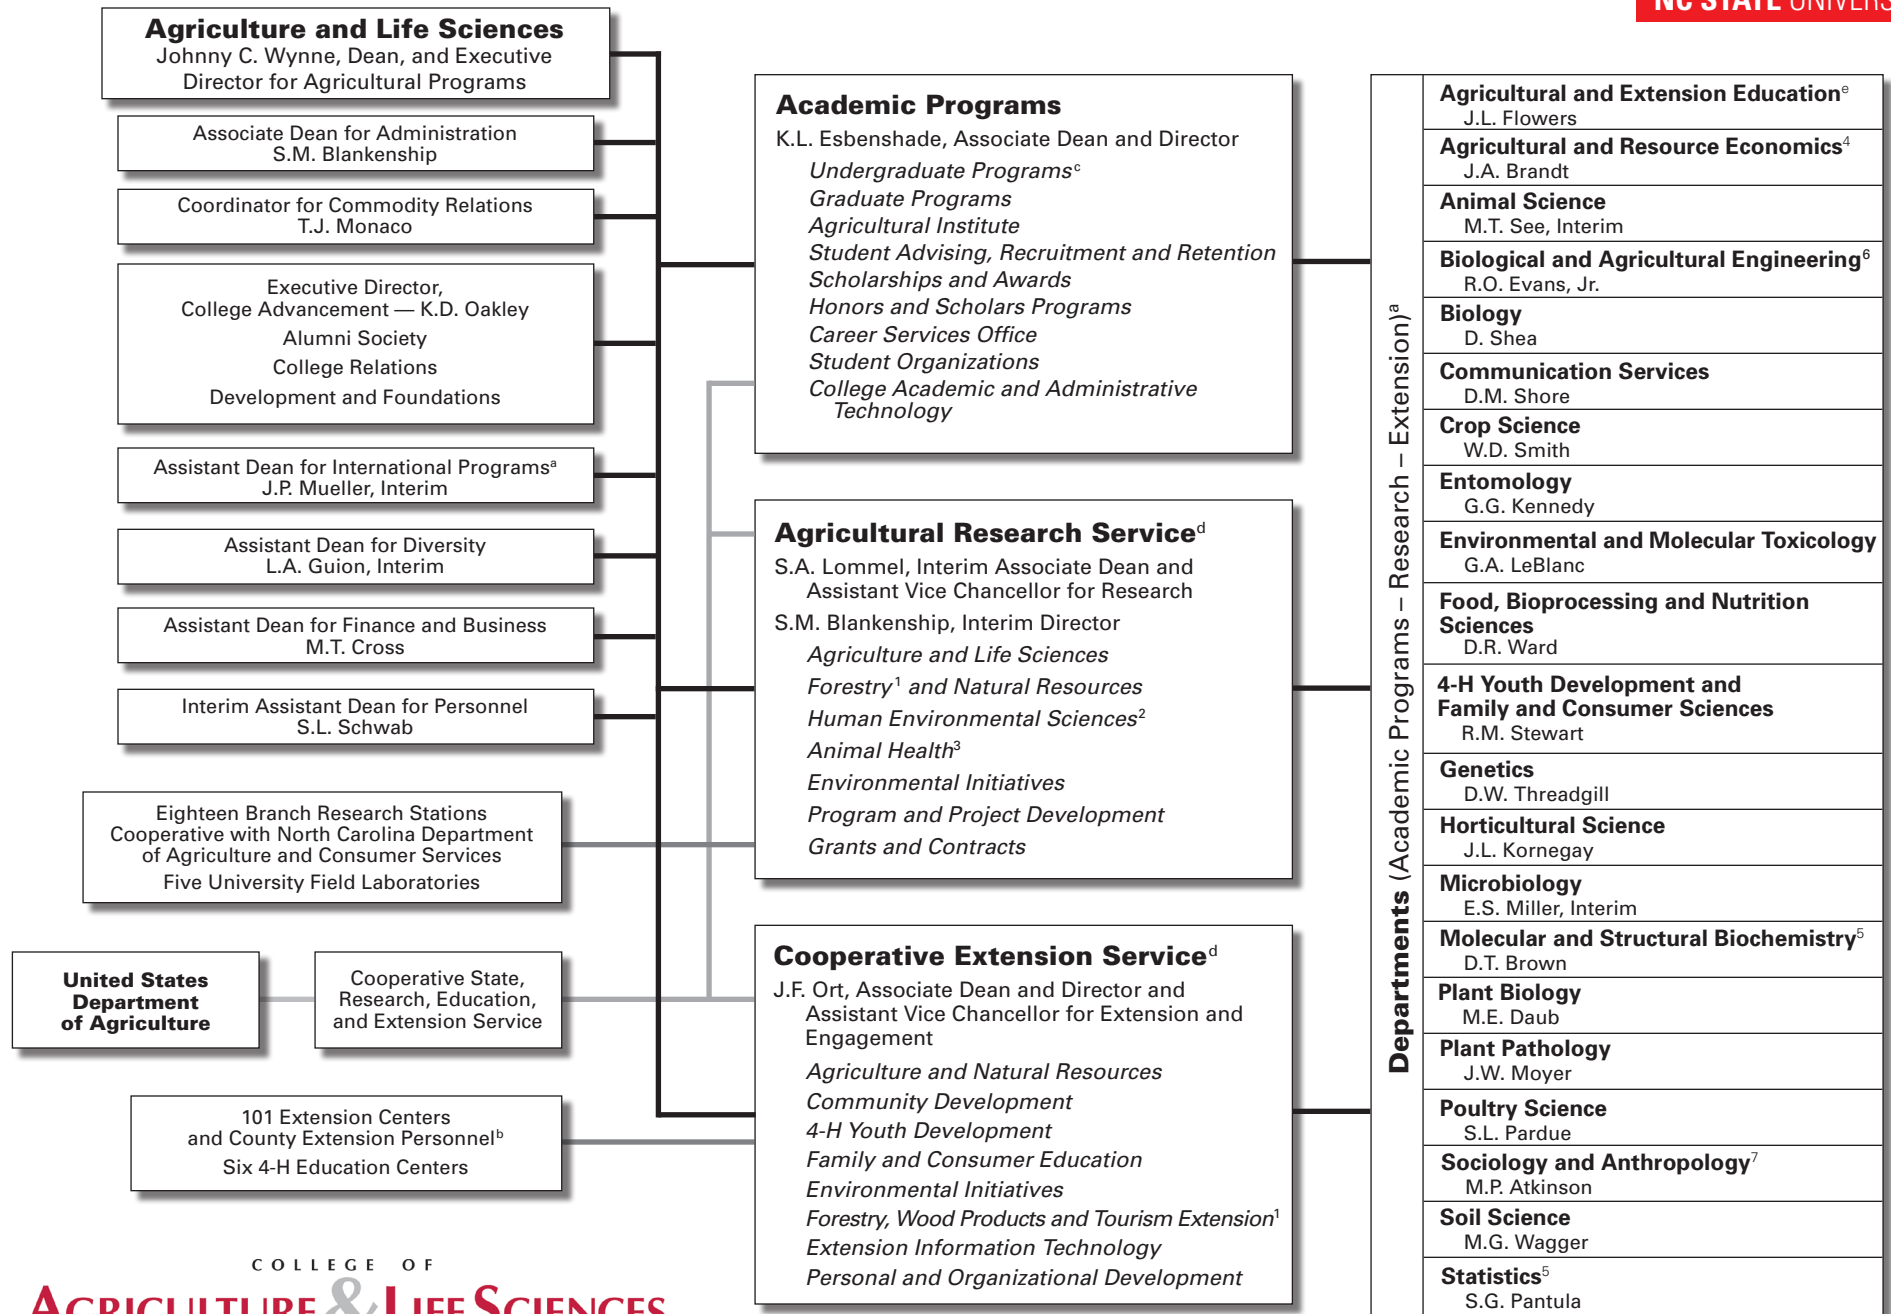 NC STATE UNIVERS
Agriculture and Life Sciences
Johnny C. Wynne, Dean, and Executive
Director for Agricultural Programs
Associate Dean for Administration
S.M. Blankenship
Coordinator for Commodity Relations
T.J. Monaco
Executive Director,
College Advancement — K.D. Oakley
Alumni Society
College Relations
Development and Foundations
Assistant Dean for International Programsᵃ
J.P. Mueller, Interim
Assistant Dean for Diversity
L.A. Guion, Interim
Assistant Dean for Finance and Business
M.T. Cross
Interim Assistant Dean for Personnel
S.L. Schwab
Eighteen Branch Research Stations
Cooperative with North Carolina Department
of Agriculture and Consumer Services
Five University Field Laboratories
United States
Department
of Agriculture
Cooperative State,
Research, Education,
and Extension Service
101 Extension Centers
and County Extension Personnelᵇ
Six 4-H Education Centers
COLLEGE OF
AGRICULTURE & LIFE SCIENCES
Academic Programs
K.L. Esbenshade, Associate Dean and Director
Undergraduate Programsᶜ
Graduate Programs
Agricultural Institute
Student Advising, Recruitment and Retention
Scholarships and Awards
Honors and Scholars Programs
Career Services Office
Student Organizations
College Academic and Administrative
Technology
Agricultural Research Serviceᵈ
S.A. Lommel, Interim Associate Dean and
Assistant Vice Chancellor for Research
S.M. Blankenship, Interim Director
Agriculture and Life Sciences
Forestry¹ and Natural Resources
Human Environmental Sciences²
Animal Health³
Environmental Initiatives
Program and Project Development
Grants and Contracts
Cooperative Extension Serviceᵈ
J.F. Ort, Associate Dean and Director and
Assistant Vice Chancellor for Extension and
Engagement
Agriculture and Natural Resources
Community Development
4-H Youth Development
Family and Consumer Education
Environmental Initiatives
Forestry, Wood Products and Tourism Extension¹
Extension Information Technology
Personal and Organizational Development
Departments (Academic Programs – Research – Extension)ᵃ
Agricultural and Extension Educationᵉ
J.L. Flowers
Agricultural and Resource Economics⁴
J.A. Brandt
Animal Science
M.T. See, Interim
Biological and Agricultural Engineering⁶
R.O. Evans, Jr.
Biology
D. Shea
Communication Services
D.M. Shore
Crop Science
W.D. Smith
Entomology
G.G. Kennedy
Environmental and Molecular Toxicology
G.A. LeBlanc
Food, Bioprocessing and Nutrition
Sciences
D.R. Ward
4-H Youth Development and
Family and Consumer Sciences
R.M. Stewart
Genetics
D.W. Threadgill
Horticultural Science
J.L. Kornegay
Microbiology
E.S. Miller, Interim
Molecular and Structural Biochemistry⁵
D.T. Brown
Plant Biology
M.E. Daub
Plant Pathology
J.W. Moyer
Poultry Science
S.L. Pardue
Sociology and Anthropology⁷
M.P. Atkinson
Soil Science
M.G. Wagger
Statistics⁵
S.G. Pantula